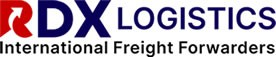 RDX LOGISTICS
International Freight Forwarders